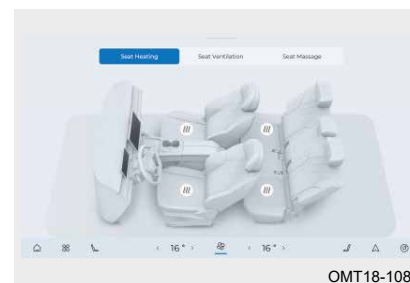 Seat Heating Seat Ventilation Seat Massage
‹ 16° › ‹ 16° ›
OMT18-108